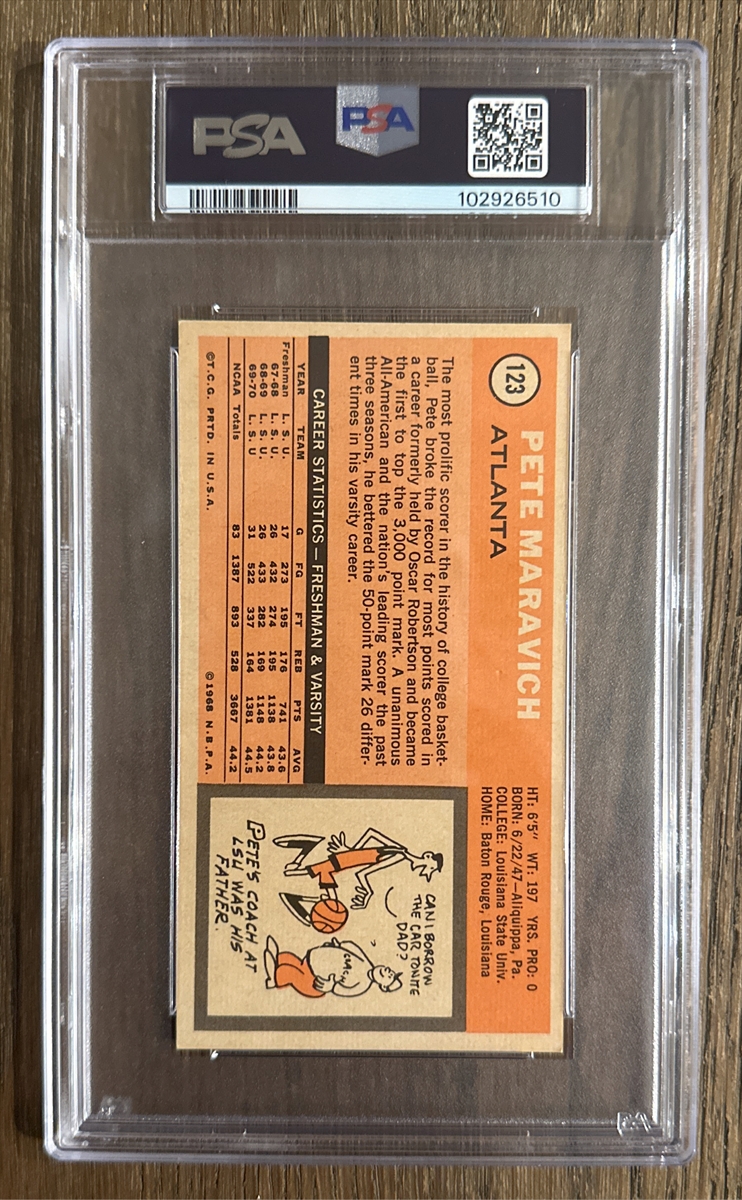 PSA
PSA
102926510
123
PETE MARAVICH
ATLANTA
HT: 6'5" WT: 197 YRS. PRO: 0
BORN: 6/22/47—Aliquippa, Pa.
COLLEGE: Louisiana State Univ.
HOME: Baton Rouge, Louisiana
The most prolific scorer in the history of college basket-
ball, Pete broke the record for most points scored in
a career formerly held by Oscar Robertson and became
the first to top the 3,000 point mark. A unanimous
All-American and the nation's leading scorer the past
three seasons, he bettered the 50-point mark 26 differ-
ent times in his varsity career.
CAREER STATISTICS — FRESHMAN & VARSITY
YEAR TEAM G FG FT REB PTS AVG
Freshman L. S. U. 17 273 195 176 741 43.6
67-68 L. S. U. 26 432 274 195 1138 43.8
68-69 L. S. U. 26 433 282 169 1148 44.2
69-70 L. S. U 31 522 337 164 1381 44.5
NCAA Totals 83 1387 893 528 3667 44.2
©T.C.G. PRTD. IN U.S.A. ©1968 N.B.P.A.
CAN I BORROW
THE CAR TONITE
DAD?
COACH
PETE'S COACH AT
LSU WAS HIS
FATHER.